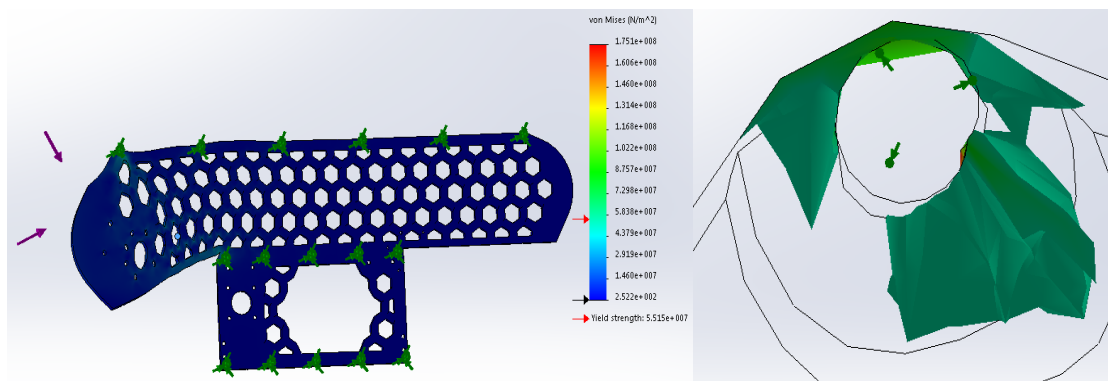 von Mises (N/m^2)
1.751e+008
1.606e+008
1.460e+008
1.314e+008
1.168e+008
1.022e+008
8.757e+007
7.298e+007
5.838e+007
4.379e+007
2.919e+007
1.460e+007
2.522e+002
Yield strength: 5.515e+007